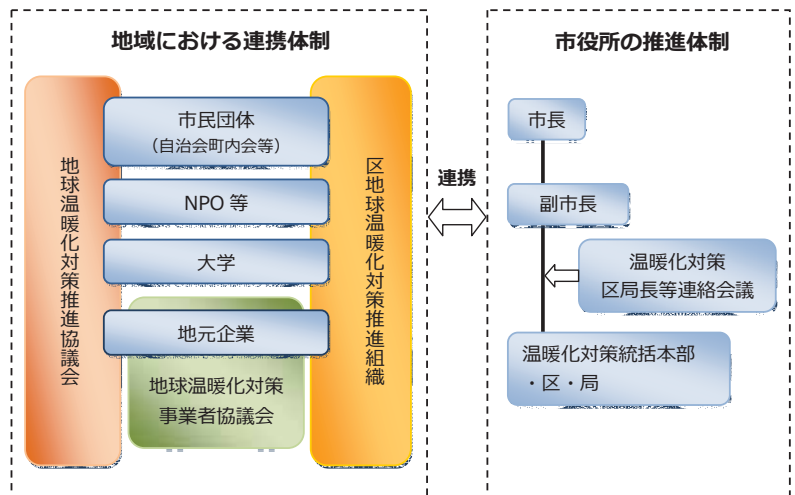 地域における連携体制
地球温暖化対策推進協議会
市民団体
（自治会町内会等）
NPO 等
大学
地元企業
地球温暖化対策
事業者協議会
区地球温暖化対策推進組織
連携
市役所の推進体制
市長
副市長
温暖化対策
区局長等連絡会議
温暖化対策統括本部
・区・局